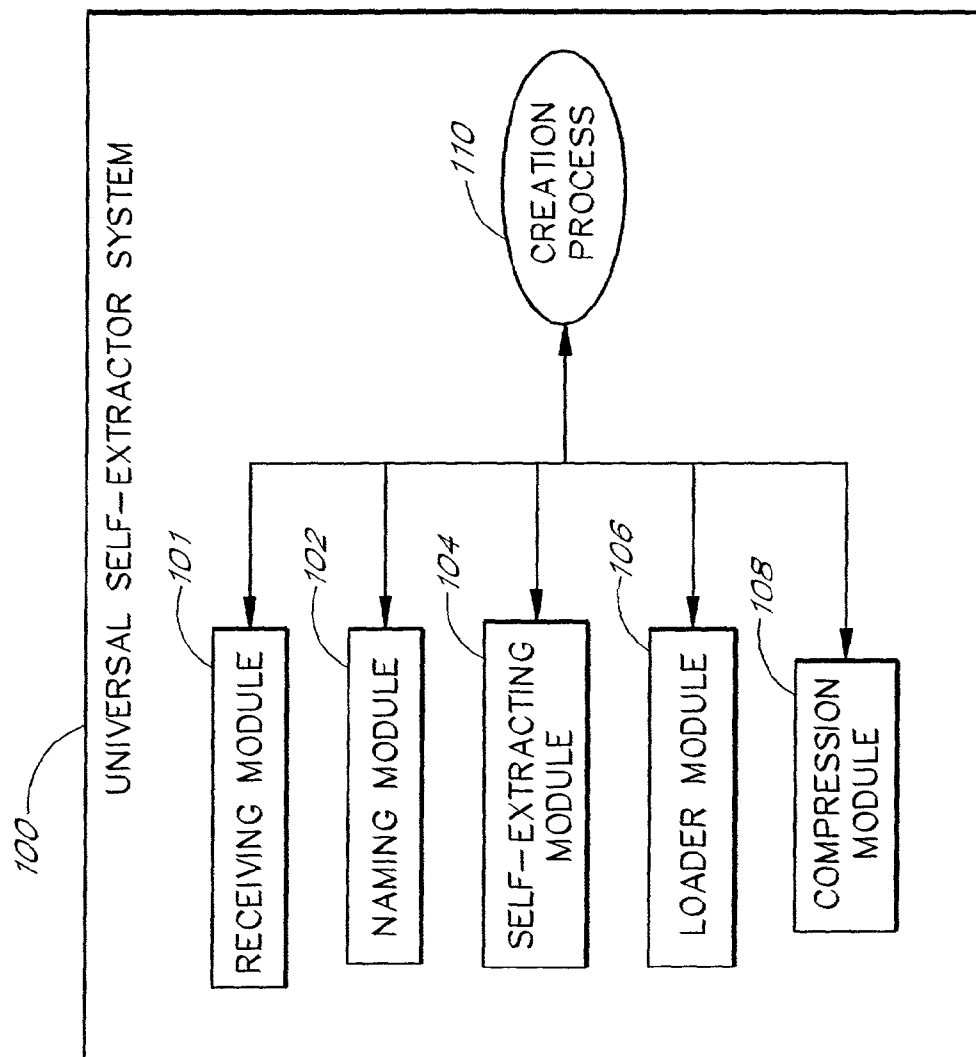 100
UNIVERSAL SELF-EXTRACTOR SYSTEM
101
RECEIVING MODULE
102
NAMING MODULE
104
SELF-EXTRACTING
MODULE
106
LOADER MODULE
108
COMPRESSION
MODULE
110
CREATION
PROCESS